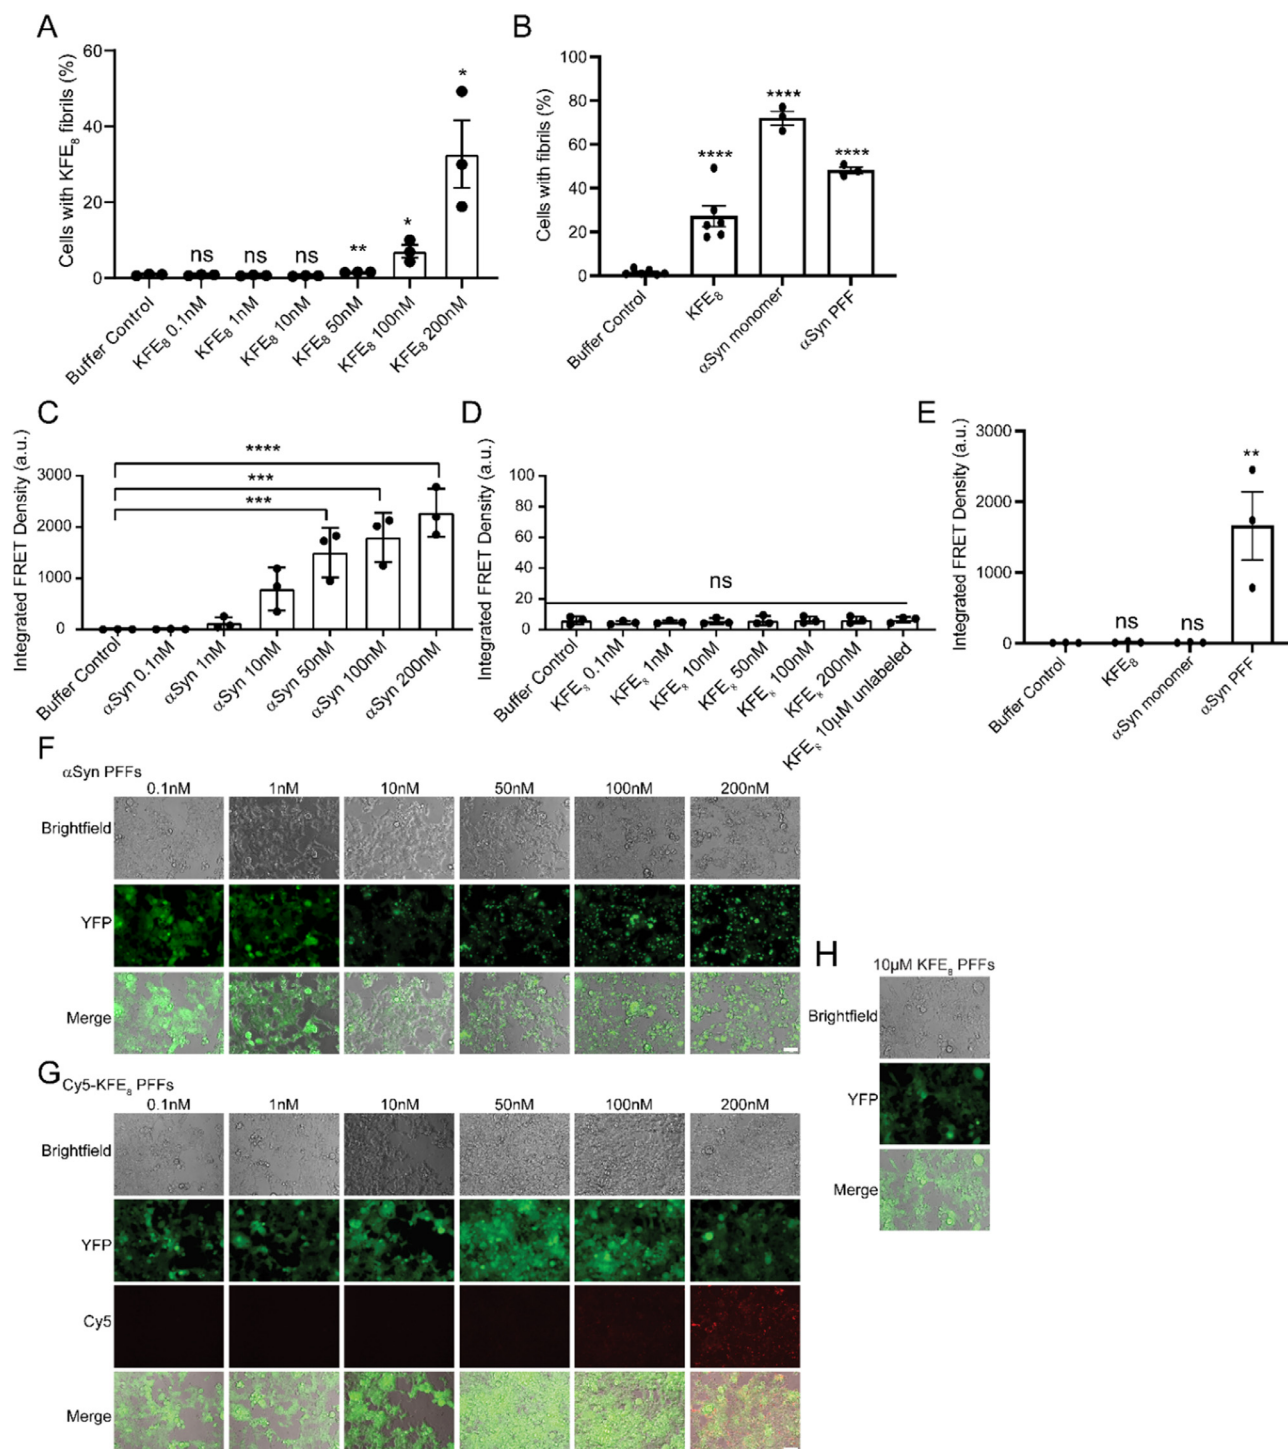 A
Cells with KFE₈ fibrils (%)
60
40
20
0
ns
ns
ns
**
*
*
Buffer Control
KFE₈ 0.1nM
KFE₈ 1nM
KFE₈ 10nM
KFE₈ 50nM
KFE₈ 100nM
KFE₈ 200nM
B
Cells with fibrils (%)
100
80
60
40
20
0
****
****
****
Buffer Control
KFE₈
αSyn monomer
αSyn PFF
C
Integrated FRET Density (a.u.)
3000
2000
1000
0
****
***
***
Buffer Control
αSyn 0.1nM
αSyn 1nM
αSyn 10nM
αSyn 50nM
αSyn 100nM
αSyn 200nM
D
Integrated FRET Density (a.u.)
100
80
60
40
20
0
ns
Buffer Control
KFE₈ 0.1nM
KFE₈ 1nM
KFE₈ 10nM
KFE₈ 50nM
KFE₈ 100nM
KFE₈ 200nM
KFE₈ 10µM unlabeled
E
Integrated FRET Density (a.u.)
3000
2000
1000
0
ns
ns
**
Buffer Control
KFE₈
αSyn monomer
αSyn PFF
F
αSyn PFFs
0.1nM 1nM 10nM 50nM 100nM 200nM
Brightfield
YFP
Merge
G
Cy5-KFE₈ PFFs
0.1nM 1nM 10nM 50nM 100nM 200nM
Brightfield
YFP
Cy5
Merge
H
10µM KFE₈ PFFs
Brightfield
YFP
Merge